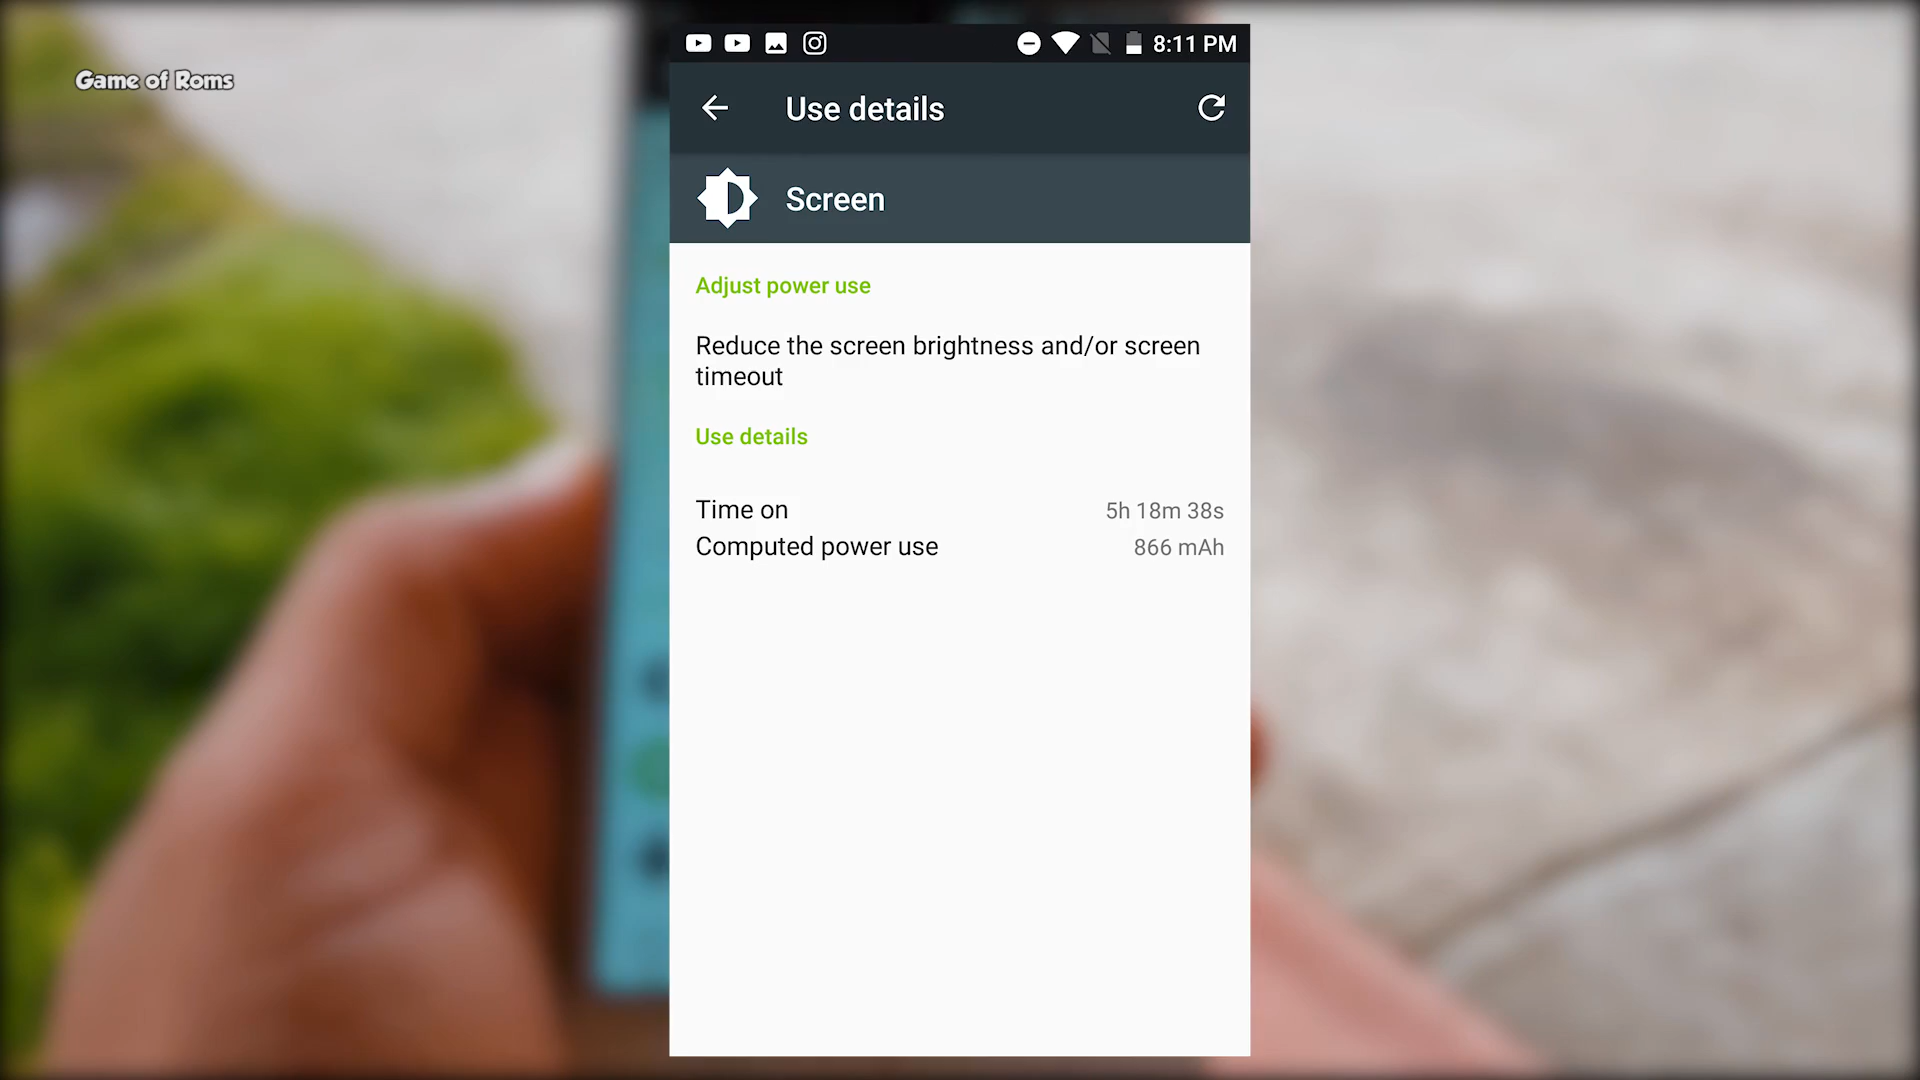 Game of Roms
8:11 PM
Use details
Screen
Adjust power use
Reduce the screen brightness and/or screen
timeout
Use details
Time on 5h 18m 38s
Computed power use 866 mAh